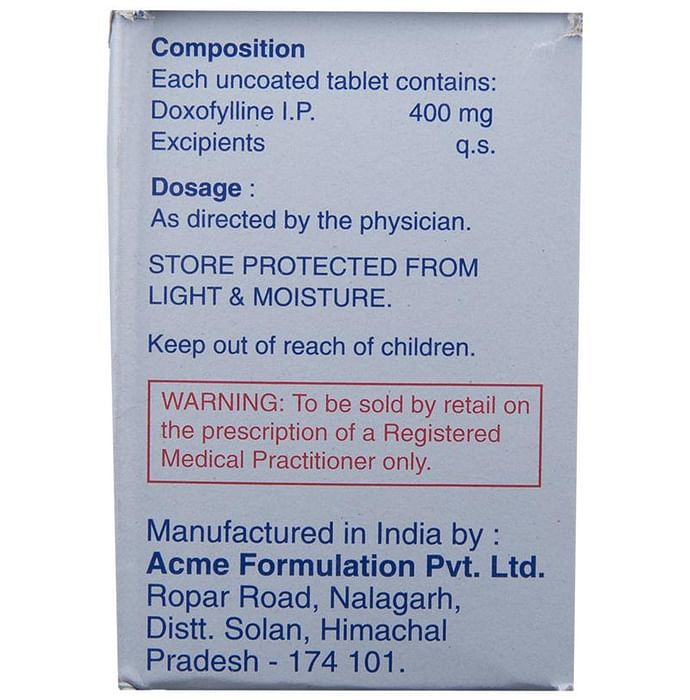 Composition
Each uncoated tablet contains:
Doxofylline I.P. 400 mg
Excipients q.s.
Dosage :
As directed by the physician.
STORE PROTECTED FROM
LIGHT & MOISTURE.
Keep out of reach of children.
WARNING: To be sold by retail on
the prescription of a Registered
Medical Practitioner only.
Manufactured in India by :
Acme Formulation Pvt. Ltd.
Ropar Road, Nalagarh,
Distt. Solan, Himachal
Pradesh - 174 101.